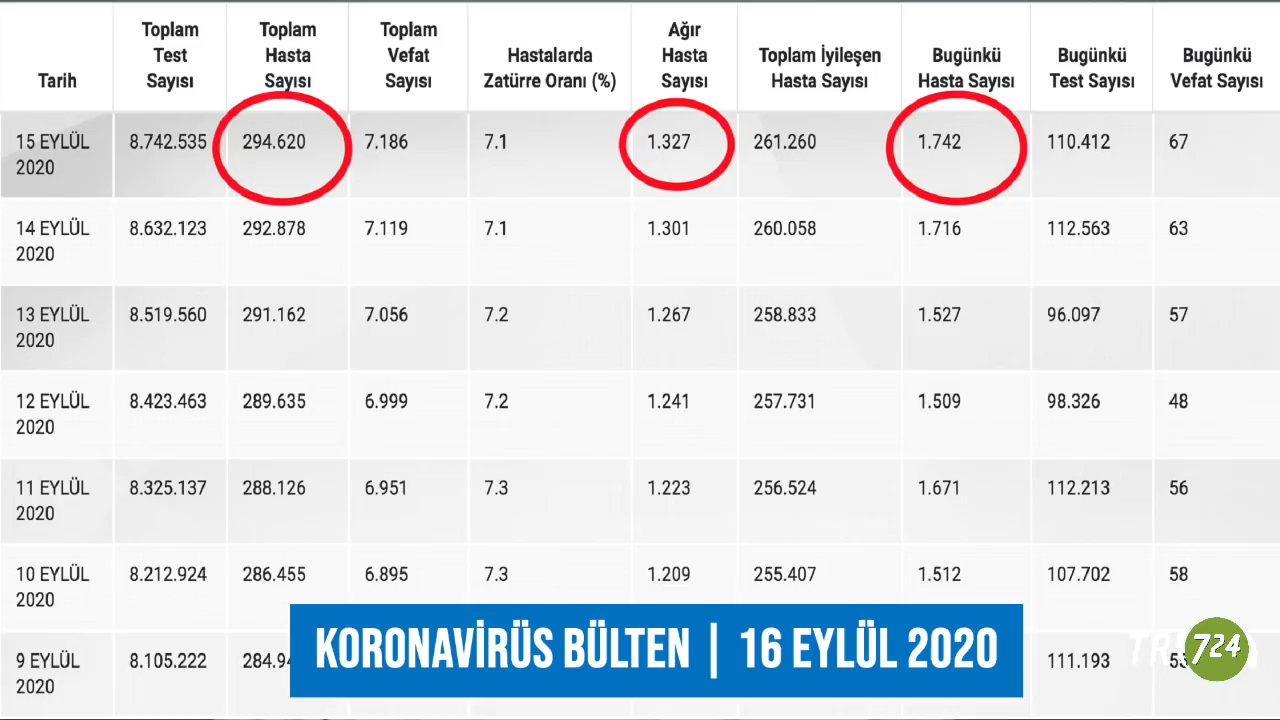 Tarih Toplam Test Sayısı Toplam Hasta Sayısı Toplam Vefat Sayısı Hastalarda Zatürre Oranı (%) Ağır Hasta Sayısı Toplam İyileşen Hasta Sayısı Bugünkü Hasta Sayısı Bugünkü Test Sayısı Bugünkü Vefat Sayısı
15 EYLÜL 2020 8.742.535 294.620 7.186 7.1 1.327 261.260 1.742 110.412 67
14 EYLÜL 2020 8.632.123 292.878 7.119 7.1 1.301 260.058 1.716 112.563 63
13 EYLÜL 2020 8.519.560 291.162 7.056 7.2 1.267 258.833 1.527 96.097 57
12 EYLÜL 2020 8.423.463 289.635 6.999 7.2 1.241 257.731 1.509 98.326 48
11 EYLÜL 2020 8.325.137 288.126 6.951 7.3 1.223 256.524 1.671 112.213 56
10 EYLÜL 2020 8.212.924 286.455 6.895 7.3 1.209 255.407 1.512 107.702 58
9 EYLÜL 2020 8.105.222 111.193
KORONAVİRÜS BÜLTEN | 16 EYLÜL 2020
TR 724